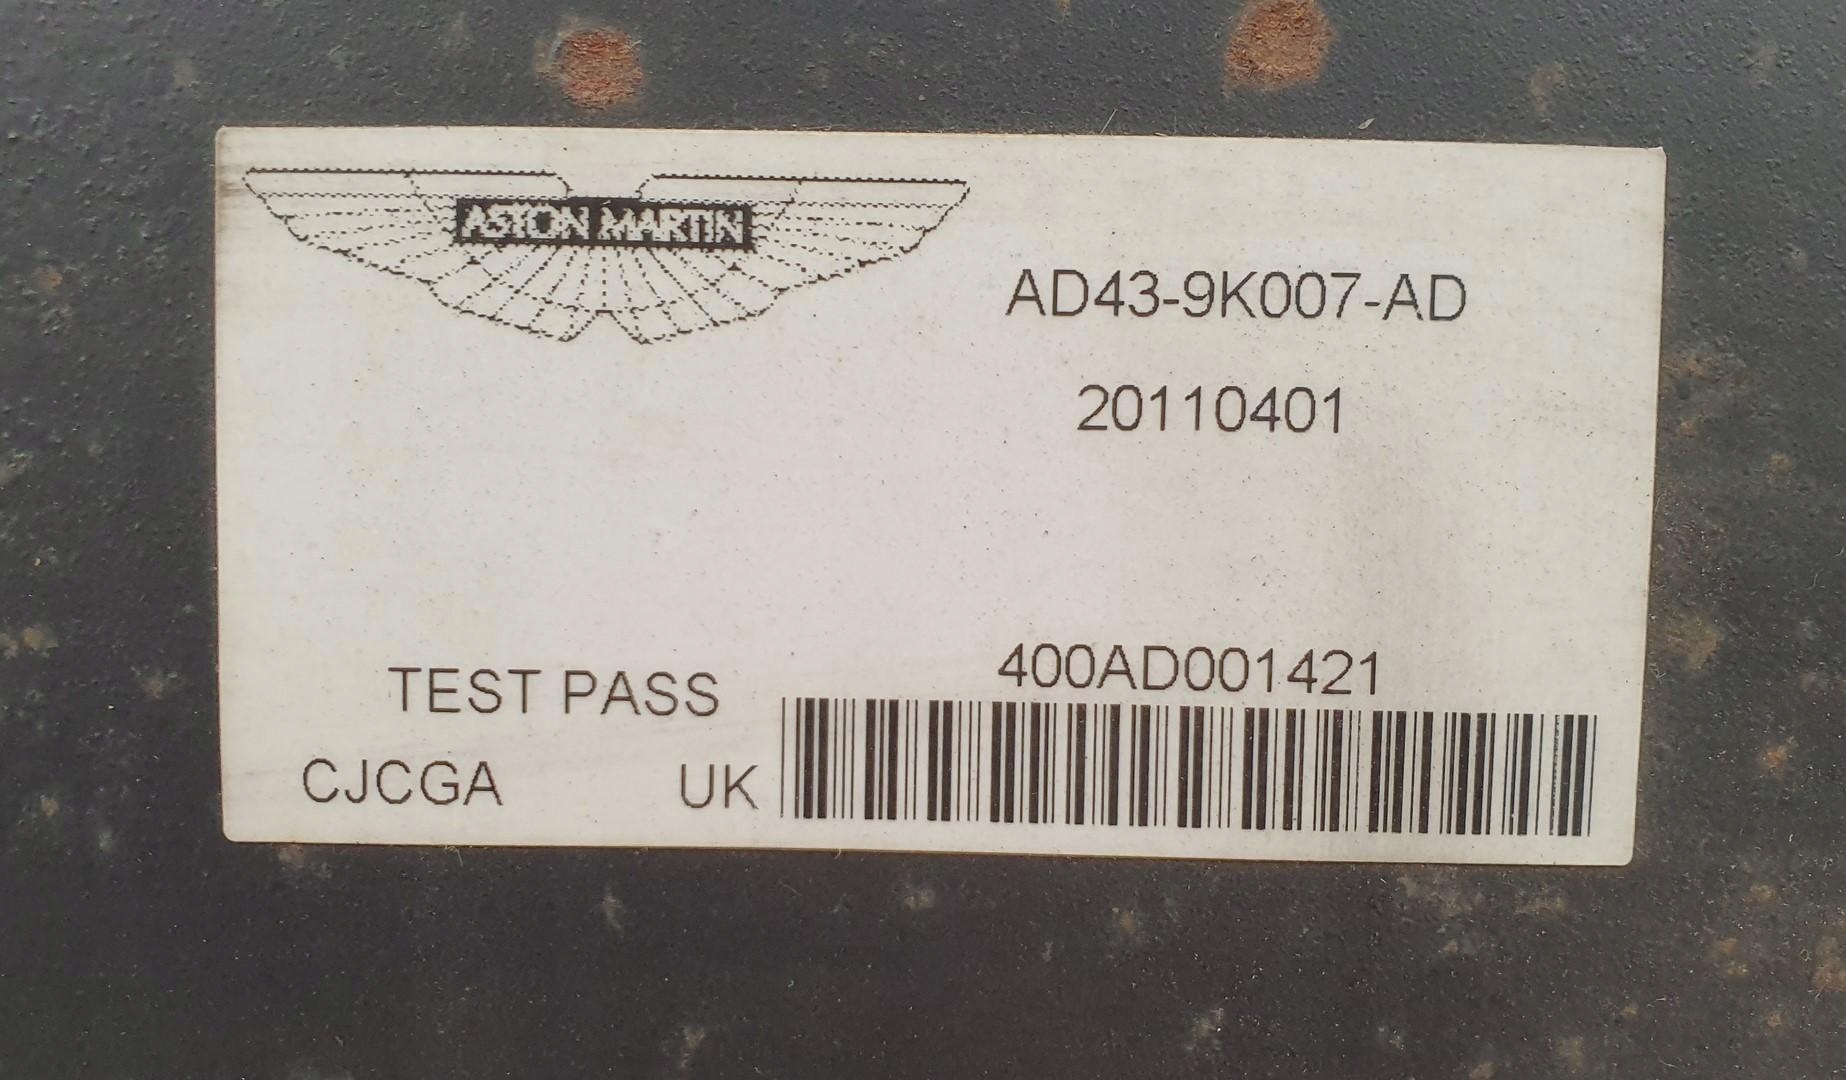 ASTON MARTIN
AD43-9K007-AD
20110401
400AD001421
TEST PASS
CJCGA UK